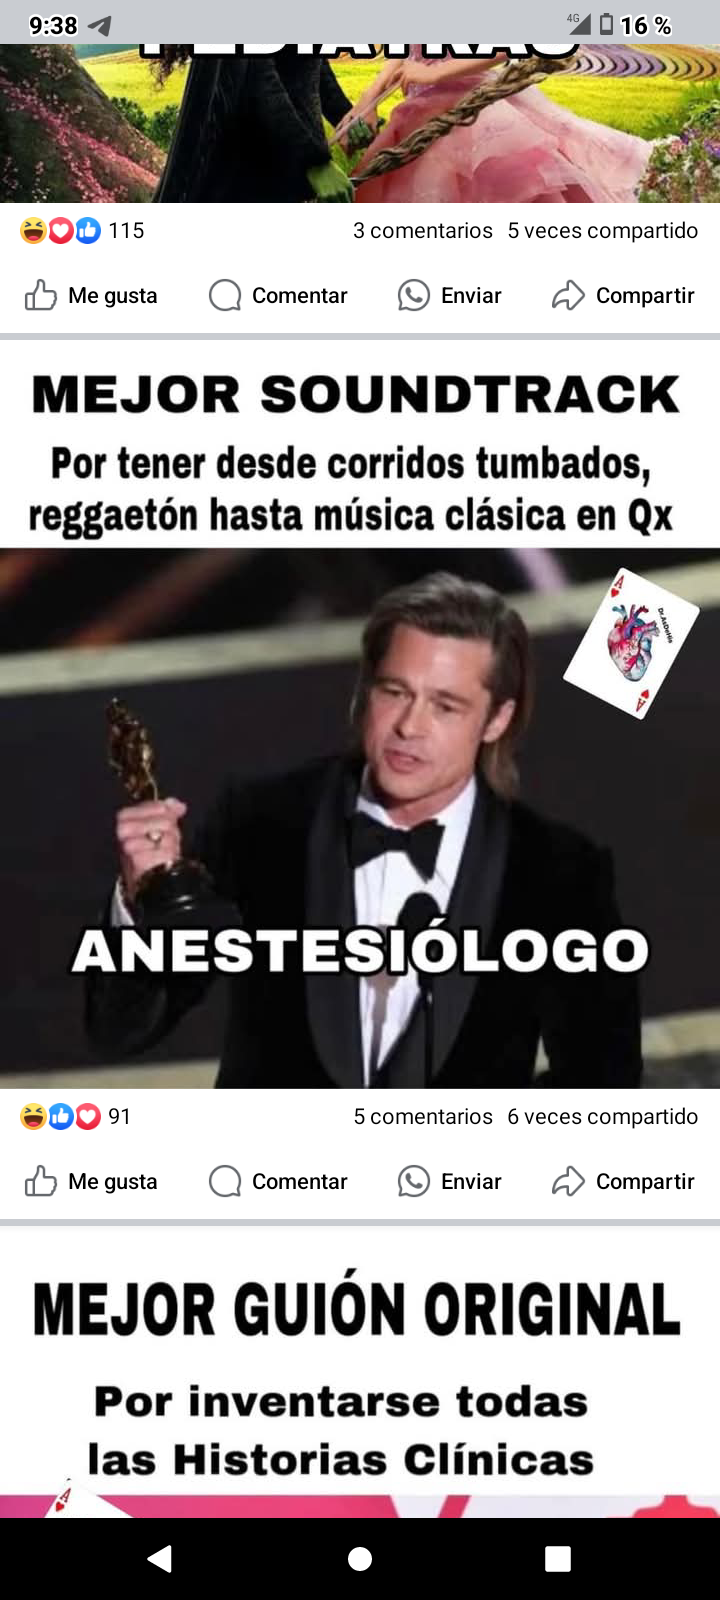 9:38 4G 16 %
PEDIATRAS
115 3 comentarios 5 veces compartido
Me gusta Comentar Enviar Compartir
MEJOR SOUNDTRACK
Por tener desde corridos tumbados,
reggaetón hasta música clásica en Qx
A
Dr.AsDeHis
A
ANESTESIÓLOGO
91 5 comentarios 6 veces compartido
Me gusta Comentar Enviar Compartir
MEJOR GUIÓN ORIGINAL
Por inventarse todas
las Historias Clínicas
A